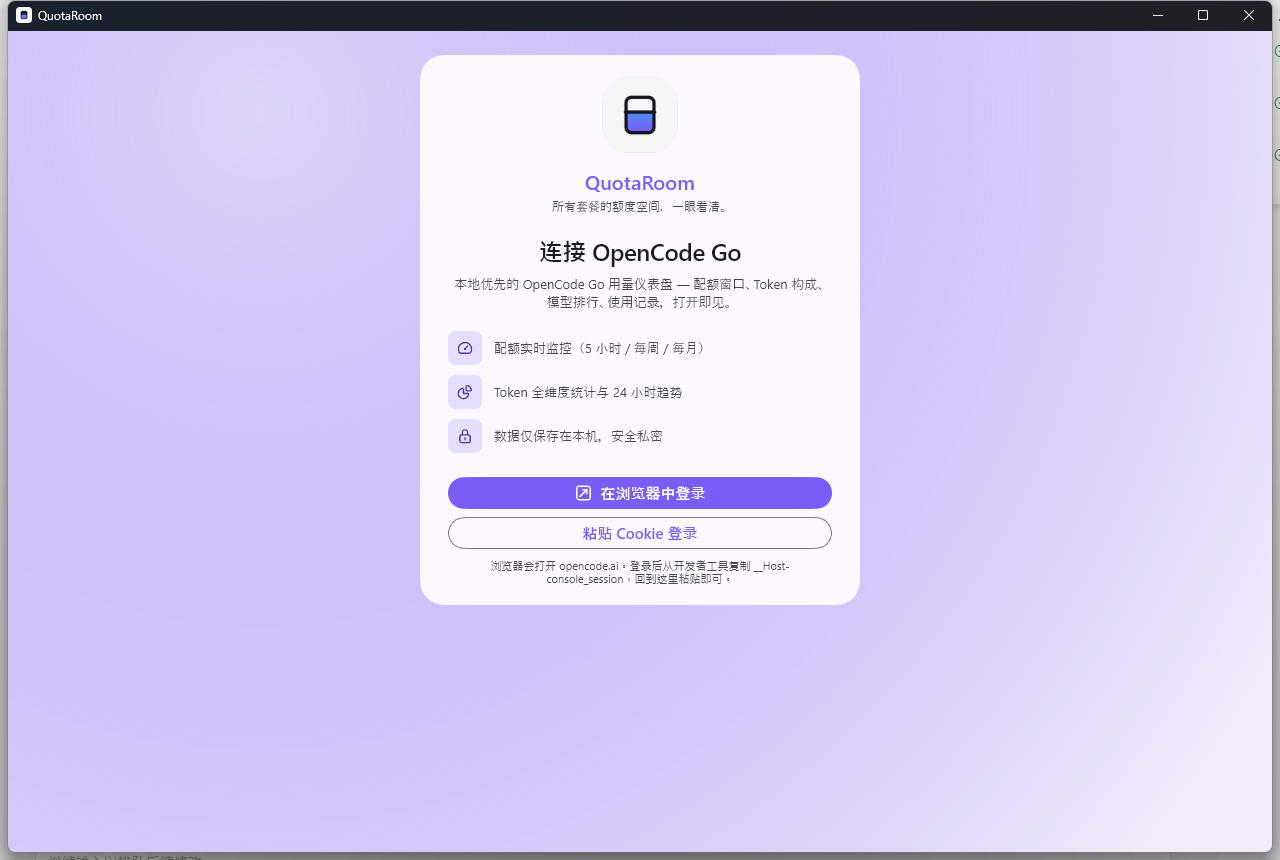 QuotaRoom
QuotaRoom
所有套餐的额度空间，一眼看清。
连接 OpenCode Go
本地优先的 OpenCode Go 用量仪表盘 — 配额窗口、Token 构成、
模型排行、使用记录，打开即见。
配额实时监控（5 小时 / 每周 / 每月）
Token 全维度统计与 24 小时趋势
数据仅保存在本机，安全私密
在浏览器中登录
粘贴 Cookie 登录
浏览器会打开 opencode.ai。登录后从开发者工具复制 __Host-
console_session，回到这里粘贴即可。